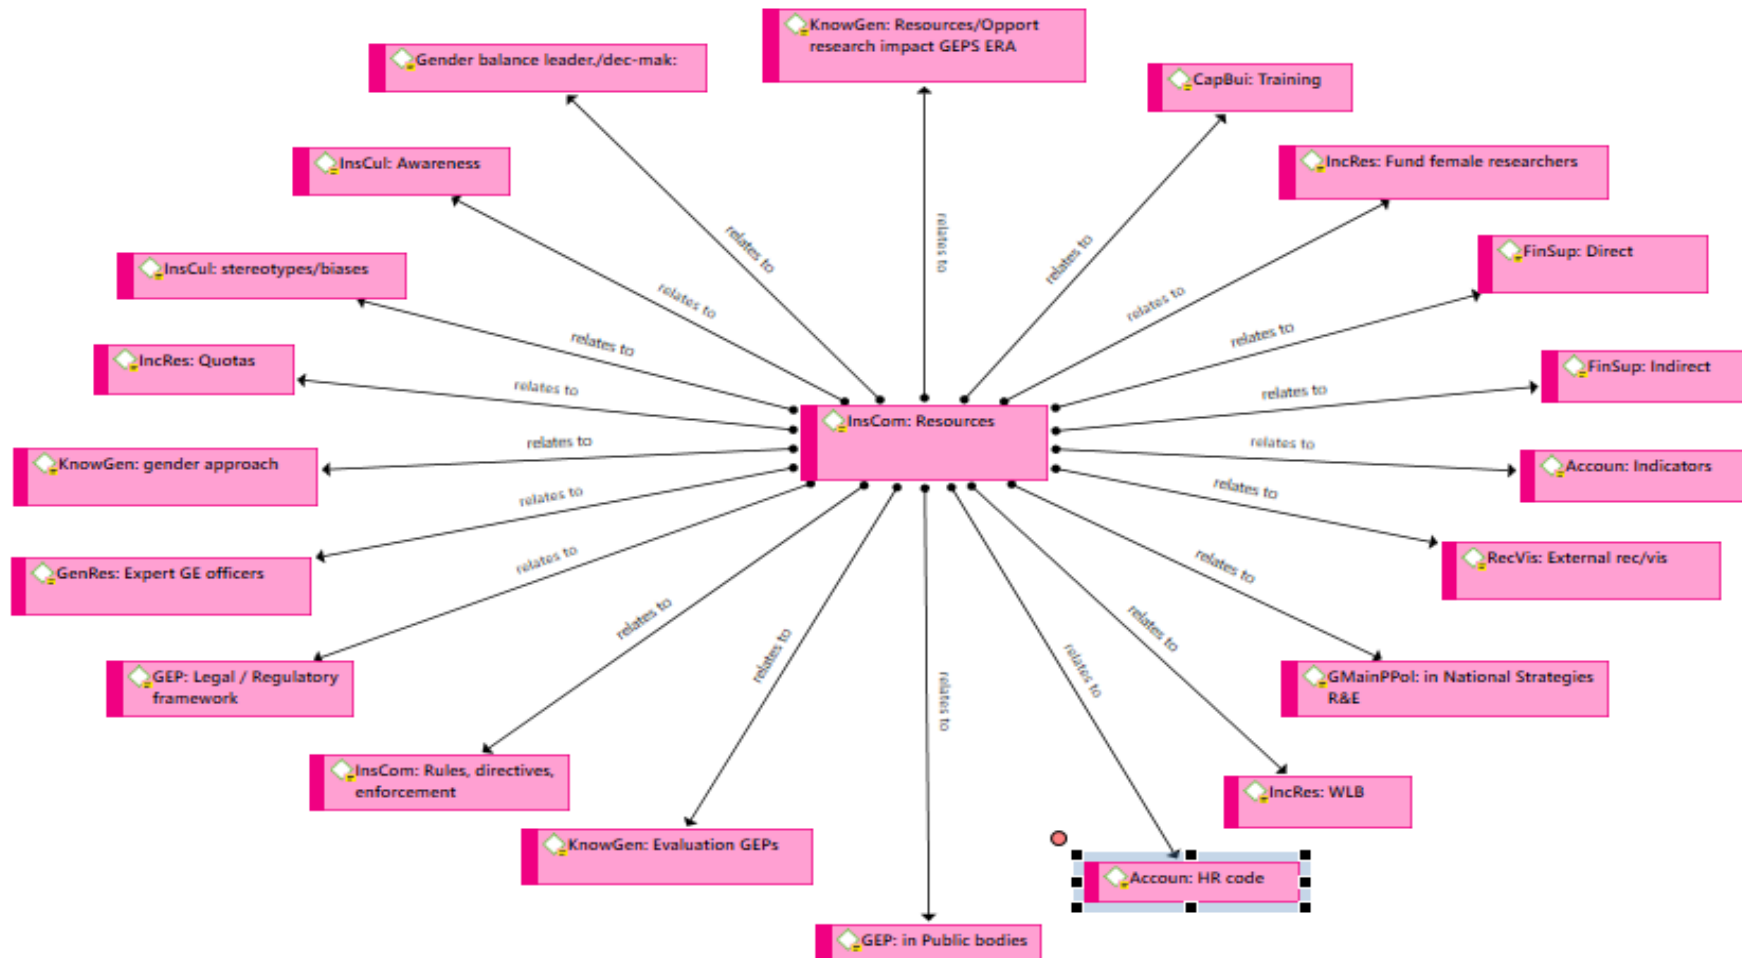 KnowGen: Resources/Opport
research impact GEPS ERA
Gender balance leader./dec-mak:
CapBui: Training
InsCul: Awareness
IncRes: Fund female researchers
relates to
relates to
relates to
FinSup: Direct
InsCul: stereotypes/biases
relates to
relates to
relates to
relates to
IncRes: Quotas
FinSup: Indirect
relates to
relates to
InsCom: Resources
relates to
relates to
KnowGen: gender approach
Accoun: Indicators
relates to
relates to
GenRes: Expert GE officers
relates to
relates to
RecVis: External rec/vis
GEP: Legal / Regulatory
framework
relates to
relates to
relates to
relates to
relates to
GMainPPol: in National Strategies
R&E
InsCom: Rules, directives,
enforcement
IncRes: WLB
KnowGen: Evaluation GEPs
Accoun: HR code
GEP: in Public bodies